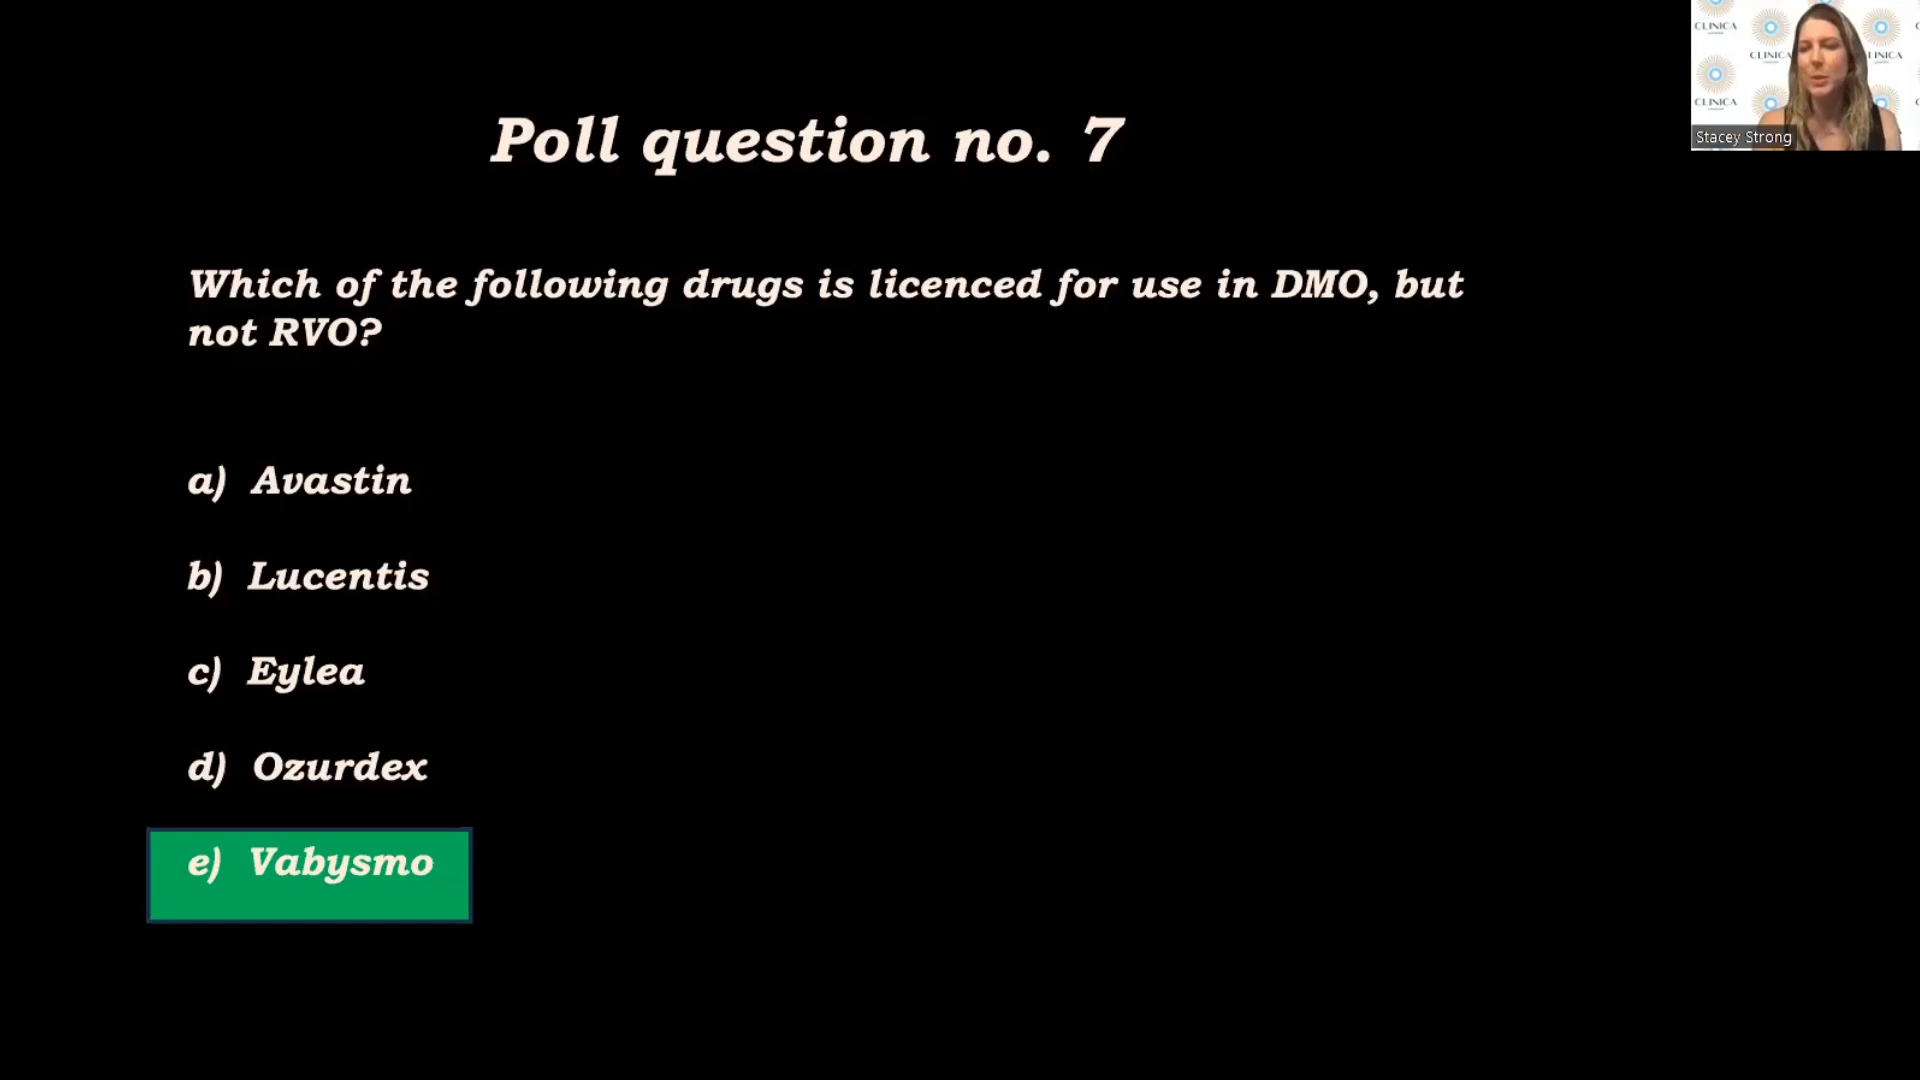 Poll question no. 7
Which of the following drugs is licenced for use in DMO, but
not RVO?
a) Avastin
b) Lucentis
c) Eylea
d) Ozurdex
e) Vabysmo
CLINICA
CLINICA
LINICA
CLINICA
Stacey Strong